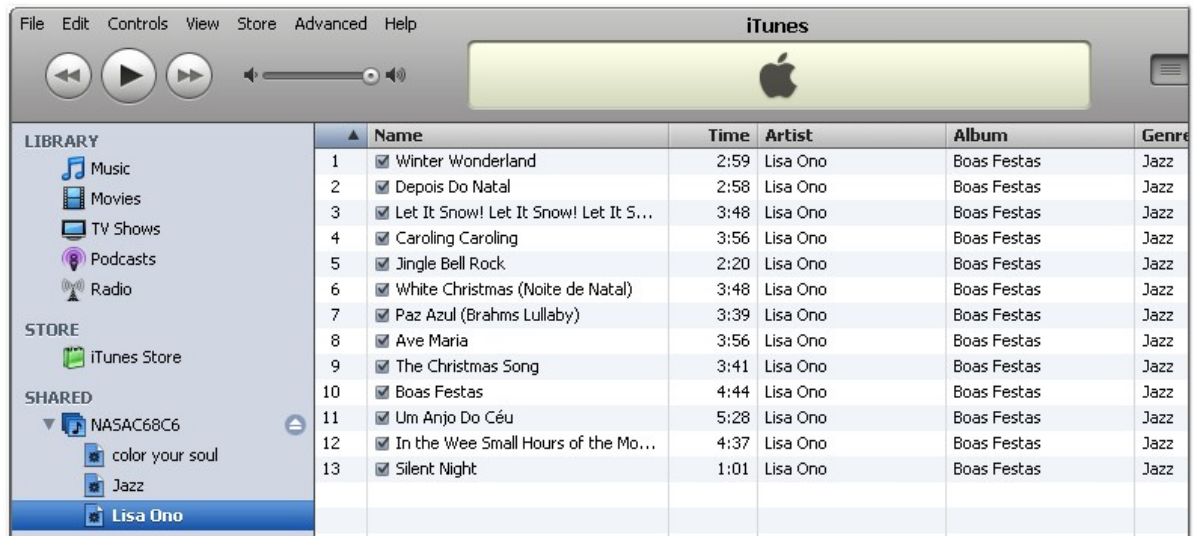 File Edit Controls View Store Advanced Help
iTunes
LIBRARY
Music
Movies
TV Shows
Podcasts
Radio
STORE
iTunes Store
SHARED
NASAC68C6
color your soul
Jazz
Lisa Ono
Name Time Artist Album Genre
1 Winter Wonderland 2:59 Lisa Ono Boas Festas Jazz
2 Depois Do Natal 2:58 Lisa Ono Boas Festas Jazz
3 Let It Snow! Let It Snow! Let It S... 3:48 Lisa Ono Boas Festas Jazz
4 Caroling Caroling 3:56 Lisa Ono Boas Festas Jazz
5 Jingle Bell Rock 2:20 Lisa Ono Boas Festas Jazz
6 White Christmas (Noite de Natal) 3:48 Lisa Ono Boas Festas Jazz
7 Paz Azul (Brahms Lullaby) 3:39 Lisa Ono Boas Festas Jazz
8 Ave Maria 3:56 Lisa Ono Boas Festas Jazz
9 The Christmas Song 3:41 Lisa Ono Boas Festas Jazz
10 Boas Festas 4:44 Lisa Ono Boas Festas Jazz
11 Um Anjo Do Céu 5:28 Lisa Ono Boas Festas Jazz
12 In the Wee Small Hours of the Mo... 4:37 Lisa Ono Boas Festas Jazz
13 Silent Night 1:01 Lisa Ono Boas Festas Jazz